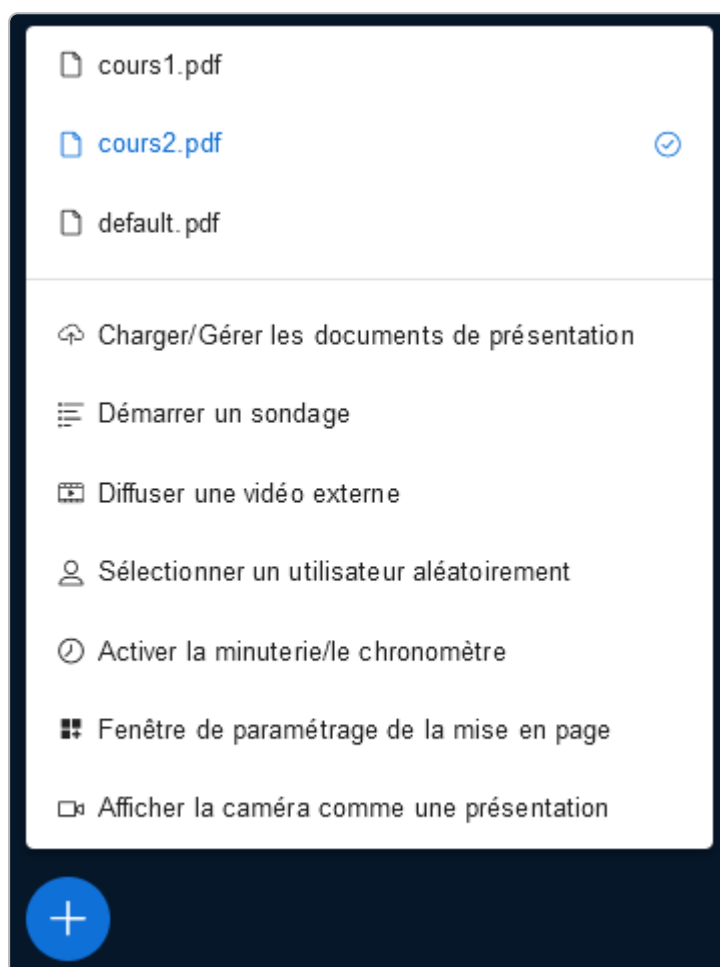 cours1.pdf
cours2.pdf
default.pdf
Charger/Gérer les documents de présentation
Démarrer un sondage
Diffuser une vidéo externe
Sélectionner un utilisateur aléatoirement
Activer la minuterie/le chronomètre
Fenêtre de paramétrage de la mise en page
Afficher la caméra comme une présentation